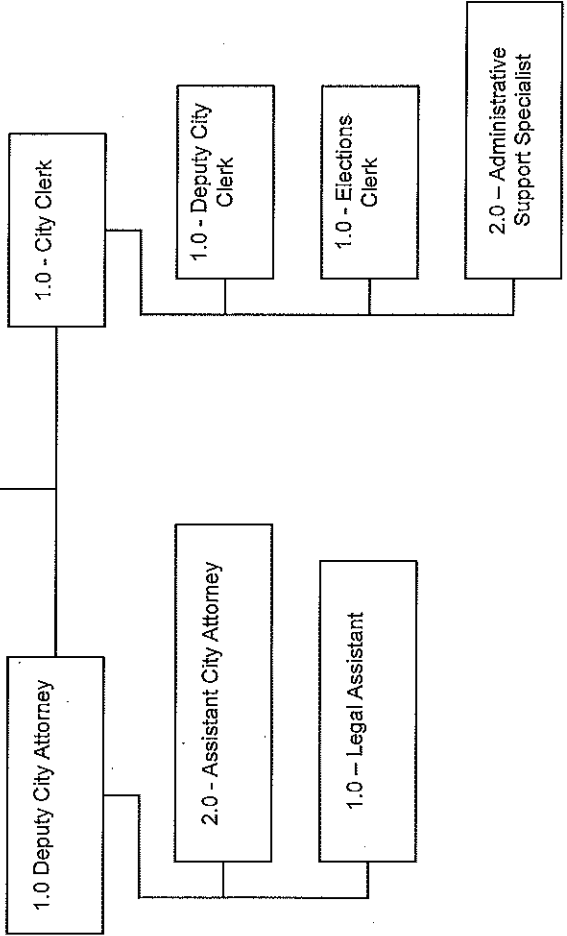 1.0 Deputy City Attorney
2.0 - Assistant City Attorney
1.0 – Legal Assistant
1.0 - City Clerk
1.0 - Deputy City
Clerk
1.0 - Elections
Clerk
2.0 – Administrative
Support Specialist